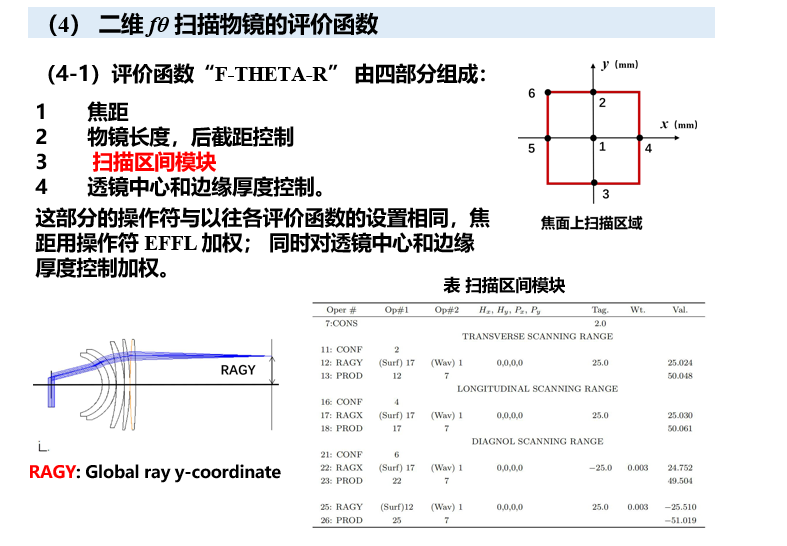 （4） 二维 fθ 扫描物镜的评价函数
（4-1）评价函数“F-THETA-R” 由四部分组成：
1 焦距
2 物镜长度，后截距控制
3 扫描区间模块
4 透镜中心和边缘厚度控制。
这部分的操作符与以往各评价函数的设置相同，焦
距用操作符 EFFL 加权； 同时对透镜中心和边缘
厚度控制加权。
y (mm)
6
2
x (mm)
5
1
4
3
焦面上扫描区域
表 扫描区间模块
Oper # Op#1 Op#2 Hx, Hy, Px, Py Tag. Wt. Val.
7:CONS 2.0
TRANSVERSE SCANNING RANGE
11: CONF 2
12: RAGY (Surf) 17 (Wav) 1 0,0,0,0 25.0 25.024
13: PROD 12 7 50.048
LONGITUDINAL SCANNING RANGE
16: CONF 4
17: RAGX (Surf) 17 (Wav) 1 0,0,0,0 25.0 25.030
18: PROD 17 7 50.061
DIAGNOL SCANNING RANGE
21: CONF 6
22: RAGX (Surf) 17 (Wav) 1 0,0,0,0 −25.0 0.003 24.752
23: PROD 22 7 49.504
25: RAGY (Surf)12 (Wav) 1 0,0,0,0 25.0 0.003 −25.510
26: PROD 25 7 −51.019
RAGY
RAGY: Global ray y-coordinate